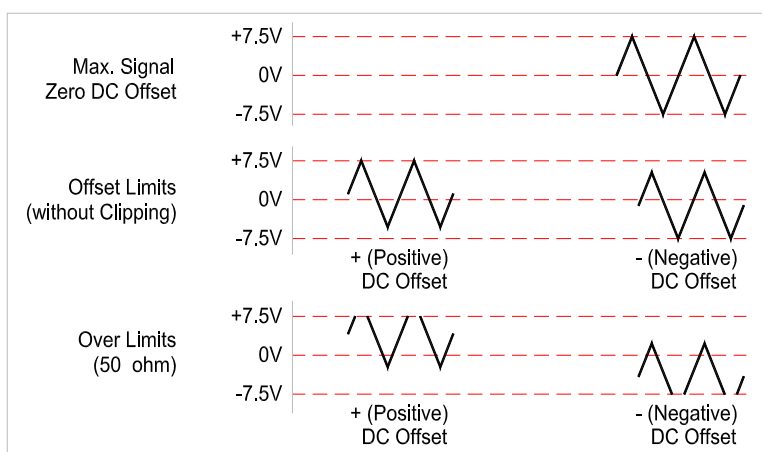 +7.5V
Max. Signal
Zero DC Offset
0V
-7.5V
+7.5V
Offset Limits
(without Clipping)
0V
-7.5V
+ (Positive)
DC Offset
- (Negative)
DC Offset
+7.5V
Over Limits
(50 ohm)
0V
-7.5V
+ (Positive)
DC Offset
- (Negative)
DC Offset